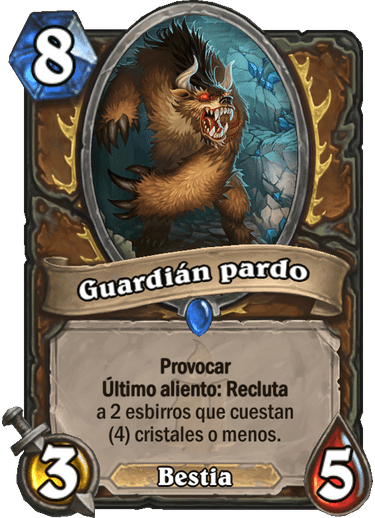 8
Guardián pardo
Provocar
Último aliento: Recluta
a 2 esbirros que cuestan
(4) cristales o menos.
3
Bestia
5